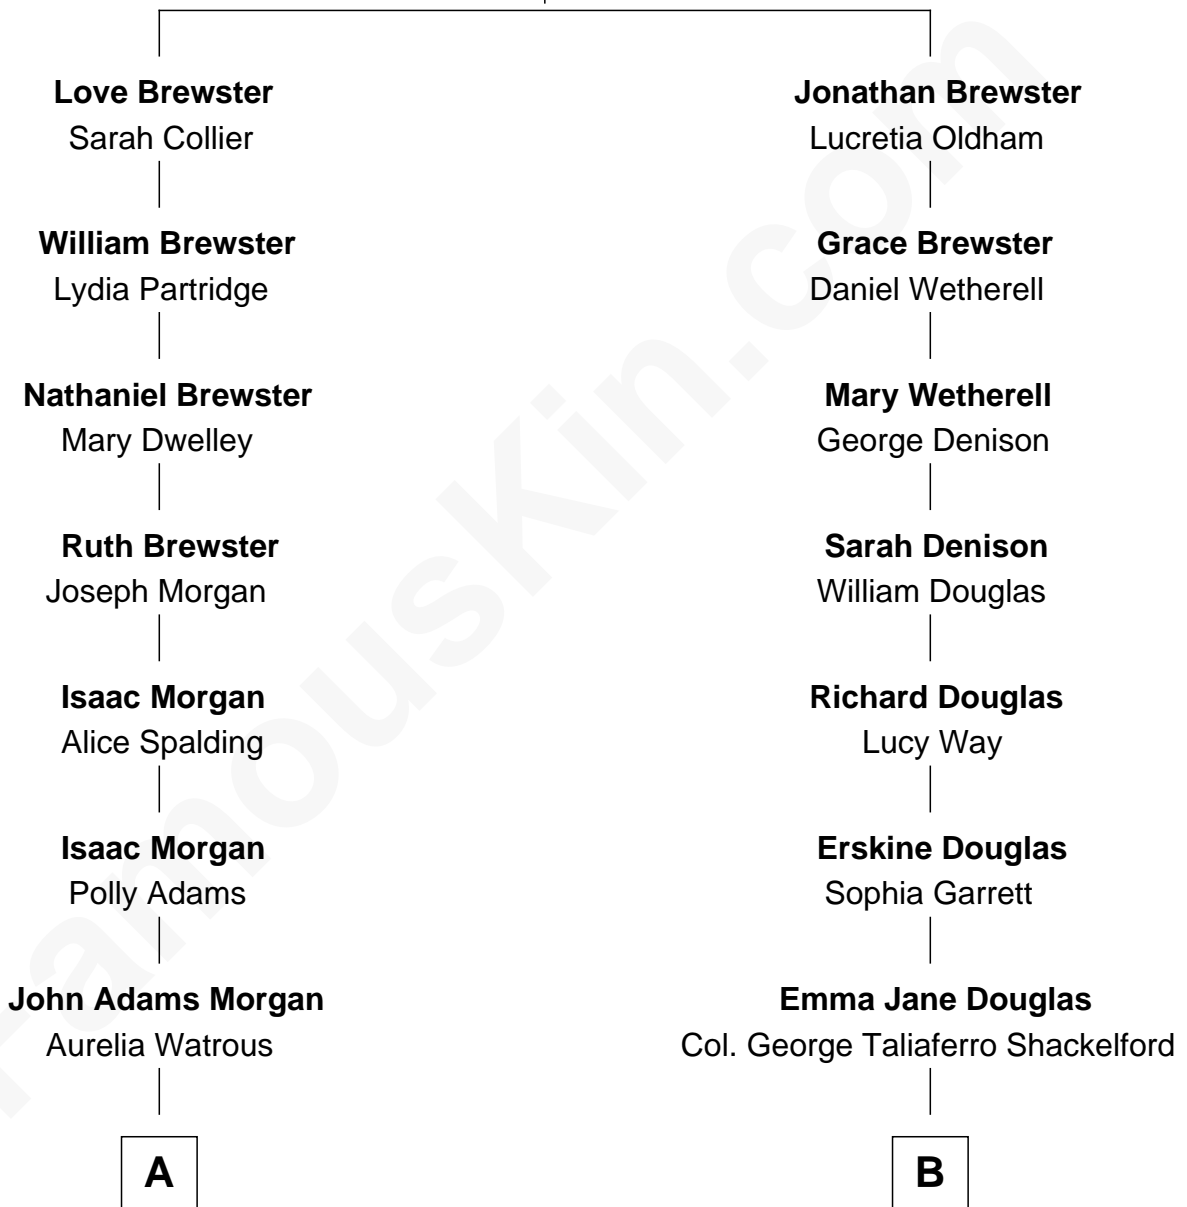 Love Brewster
Sarah Collier
William Brewster
Lydia Partridge
Nathaniel Brewster
Mary Dwelley
Ruth Brewster
Joseph Morgan
Isaac Morgan
Alice Spalding
Isaac Morgan
Polly Adams
John Adams Morgan
Aurelia Watrous
A
Jonathan Brewster
Lucretia Oldham
Grace Brewster
Daniel Wetherell
Mary Wetherell
George Denison
Sarah Denison
William Douglas
Richard Douglas
Lucy Way
Erskine Douglas
Sophia Garrett
Emma Jane Douglas
Col. George Taliaferro Shackelford
B
FamousKin.com